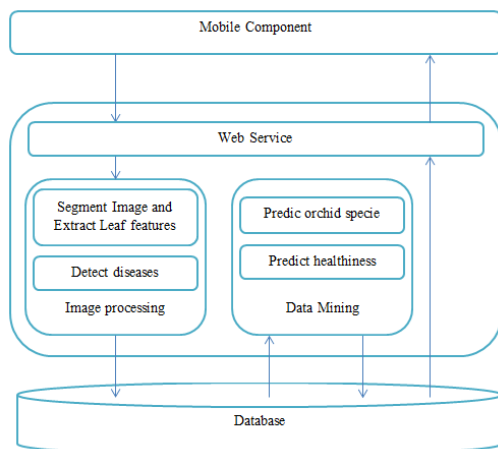 Mobile Component
Web Service
Segment Image and
Extract Leaf features
Detect diseases
Image processing
Predic orchid specie
Predict healthiness
Data Mining
Database